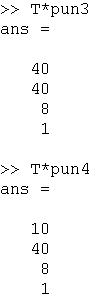 >> T*pun3
ans =
40
40
8
1
>> T*pun4
ans =
10
40
8
1